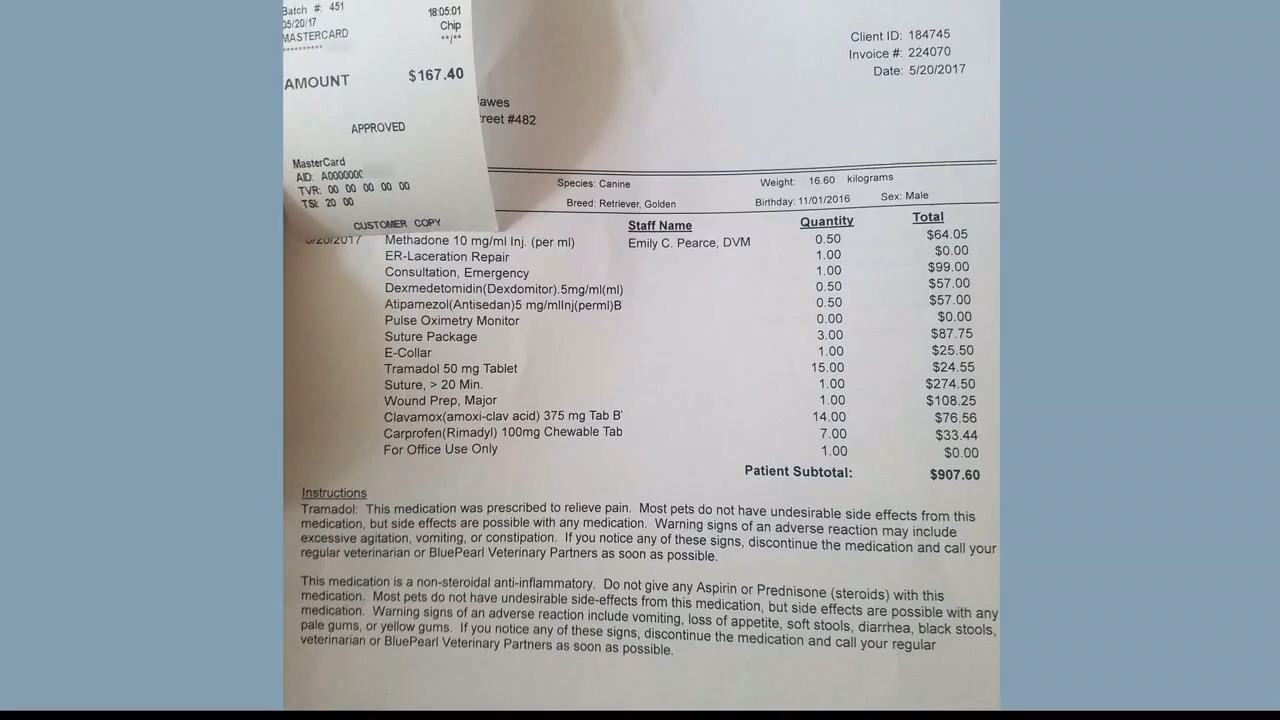 Batch #: 451 18:05:01
05/20/17 Chip
MASTERCARD **/**
**********
AMOUNT $167.40
APPROVED
MasterCard
AID: A0000000
TVR: 00 00 00 00 00
TSI: 20 00
CUSTOMER COPY
Client ID: 184745
Invoice #: 224070
Date: 5/20/2017
awes
reet #482
Species: Canine Weight: 16.60 kilograms
Breed: Retriever, Golden Birthday: 11/01/2016 Sex: Male
Staff Name Quantity Total
5/20/2017 Methadone 10 mg/ml Inj. (per ml) Emily C. Pearce, DVM 0.50 $64.05
ER-Laceration Repair 1.00 $0.00
Consultation, Emergency 1.00 $99.00
Dexmedetomidin(Dexdomitor).5mg/ml(ml) 0.50 $57.00
Atipamezol(Antisedan)5 mg/mlInj(perml)B 0.50 $57.00
Pulse Oximetry Monitor 0.00 $0.00
Suture Package 3.00 $87.75
E-Collar 1.00 $25.50
Tramadol 50 mg Tablet 15.00 $24.55
Suture, > 20 Min. 1.00 $274.50
Wound Prep, Major 1.00 $108.25
Clavamox(amoxi-clav acid) 375 mg Tab B 14.00 $76.56
Carprofen(Rimadyl) 100mg Chewable Tab 7.00 $33.44
For Office Use Only 1.00 $0.00
Patient Subtotal: $907.60
Instructions
Tramadol: This medication was prescribed to relieve pain. Most pets do not have undesirable side effects from this
medication, but side effects are possible with any medication. Warning signs of an adverse reaction may include
excessive agitation, vomiting, or constipation. If you notice any of these signs, discontinue the medication and call your
regular veterinarian or BluePearl Veterinary Partners as soon as possible.
This medication is a non-steroidal anti-inflammatory. Do not give any Aspirin or Prednisone (steroids) with this
medication. Most pets do not have undesirable side-effects from this medication, but side effects are possible with any
medication. Warning signs of an adverse reaction include vomiting, loss of appetite, soft stools, diarrhea, black stools,
pale gums, or yellow gums. If you notice any of these signs, discontinue the medication and call your regular
veterinarian or BluePearl Veterinary Partners as soon as possible.